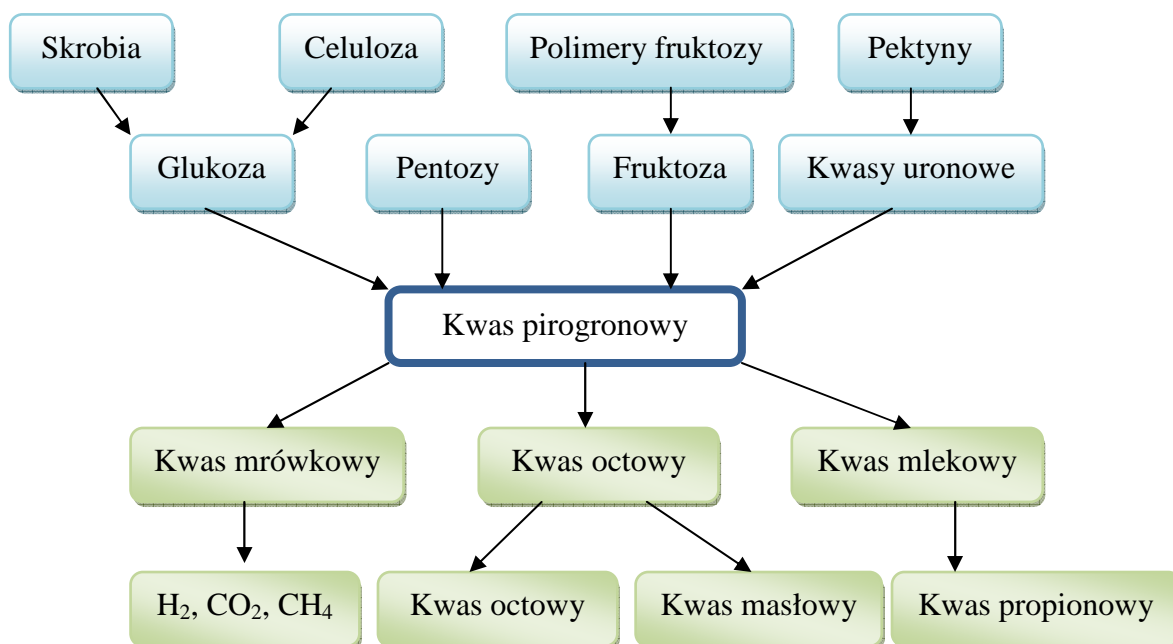 Skrobia
Celuloza
Polimery fruktozy
Pektyny
Glukoza
Pentozy
Fruktoza
Kwasy uronowe
Kwas pirogronowy
Kwas mrówkowy
Kwas octowy
Kwas mlekowy
H₂, CO₂, CH₄
Kwas octowy
Kwas masłowy
Kwas propionowy